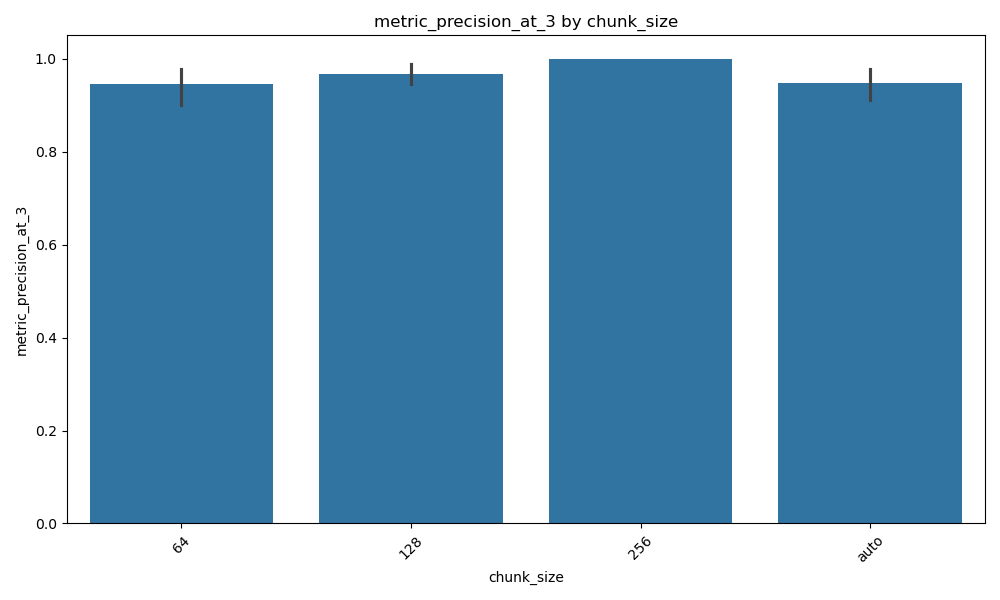 metric_precision_at_3 by chunk_size
metric_precision_at_3
1.0
0.8
0.6
0.4
0.2
0.0
64
128
256
auto
chunk_size